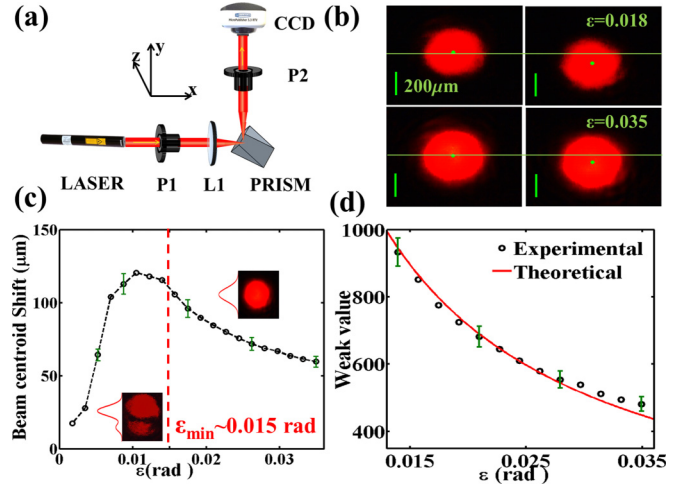 (a)
CCD
y
z
x
P2
LASER P1 L1 PRISM
(b)
ε=0.018
200μm
ε=0.035
(c)
Beam centroid Shift (μm)
150
100
50
0
0 0.01 0.02 0.03
ε(rad )
εmin~0.015 rad
(d)
Weak value
1000
800
600
400
0.015 0.025 0.035
ε (rad)
Experimental
Theoretical